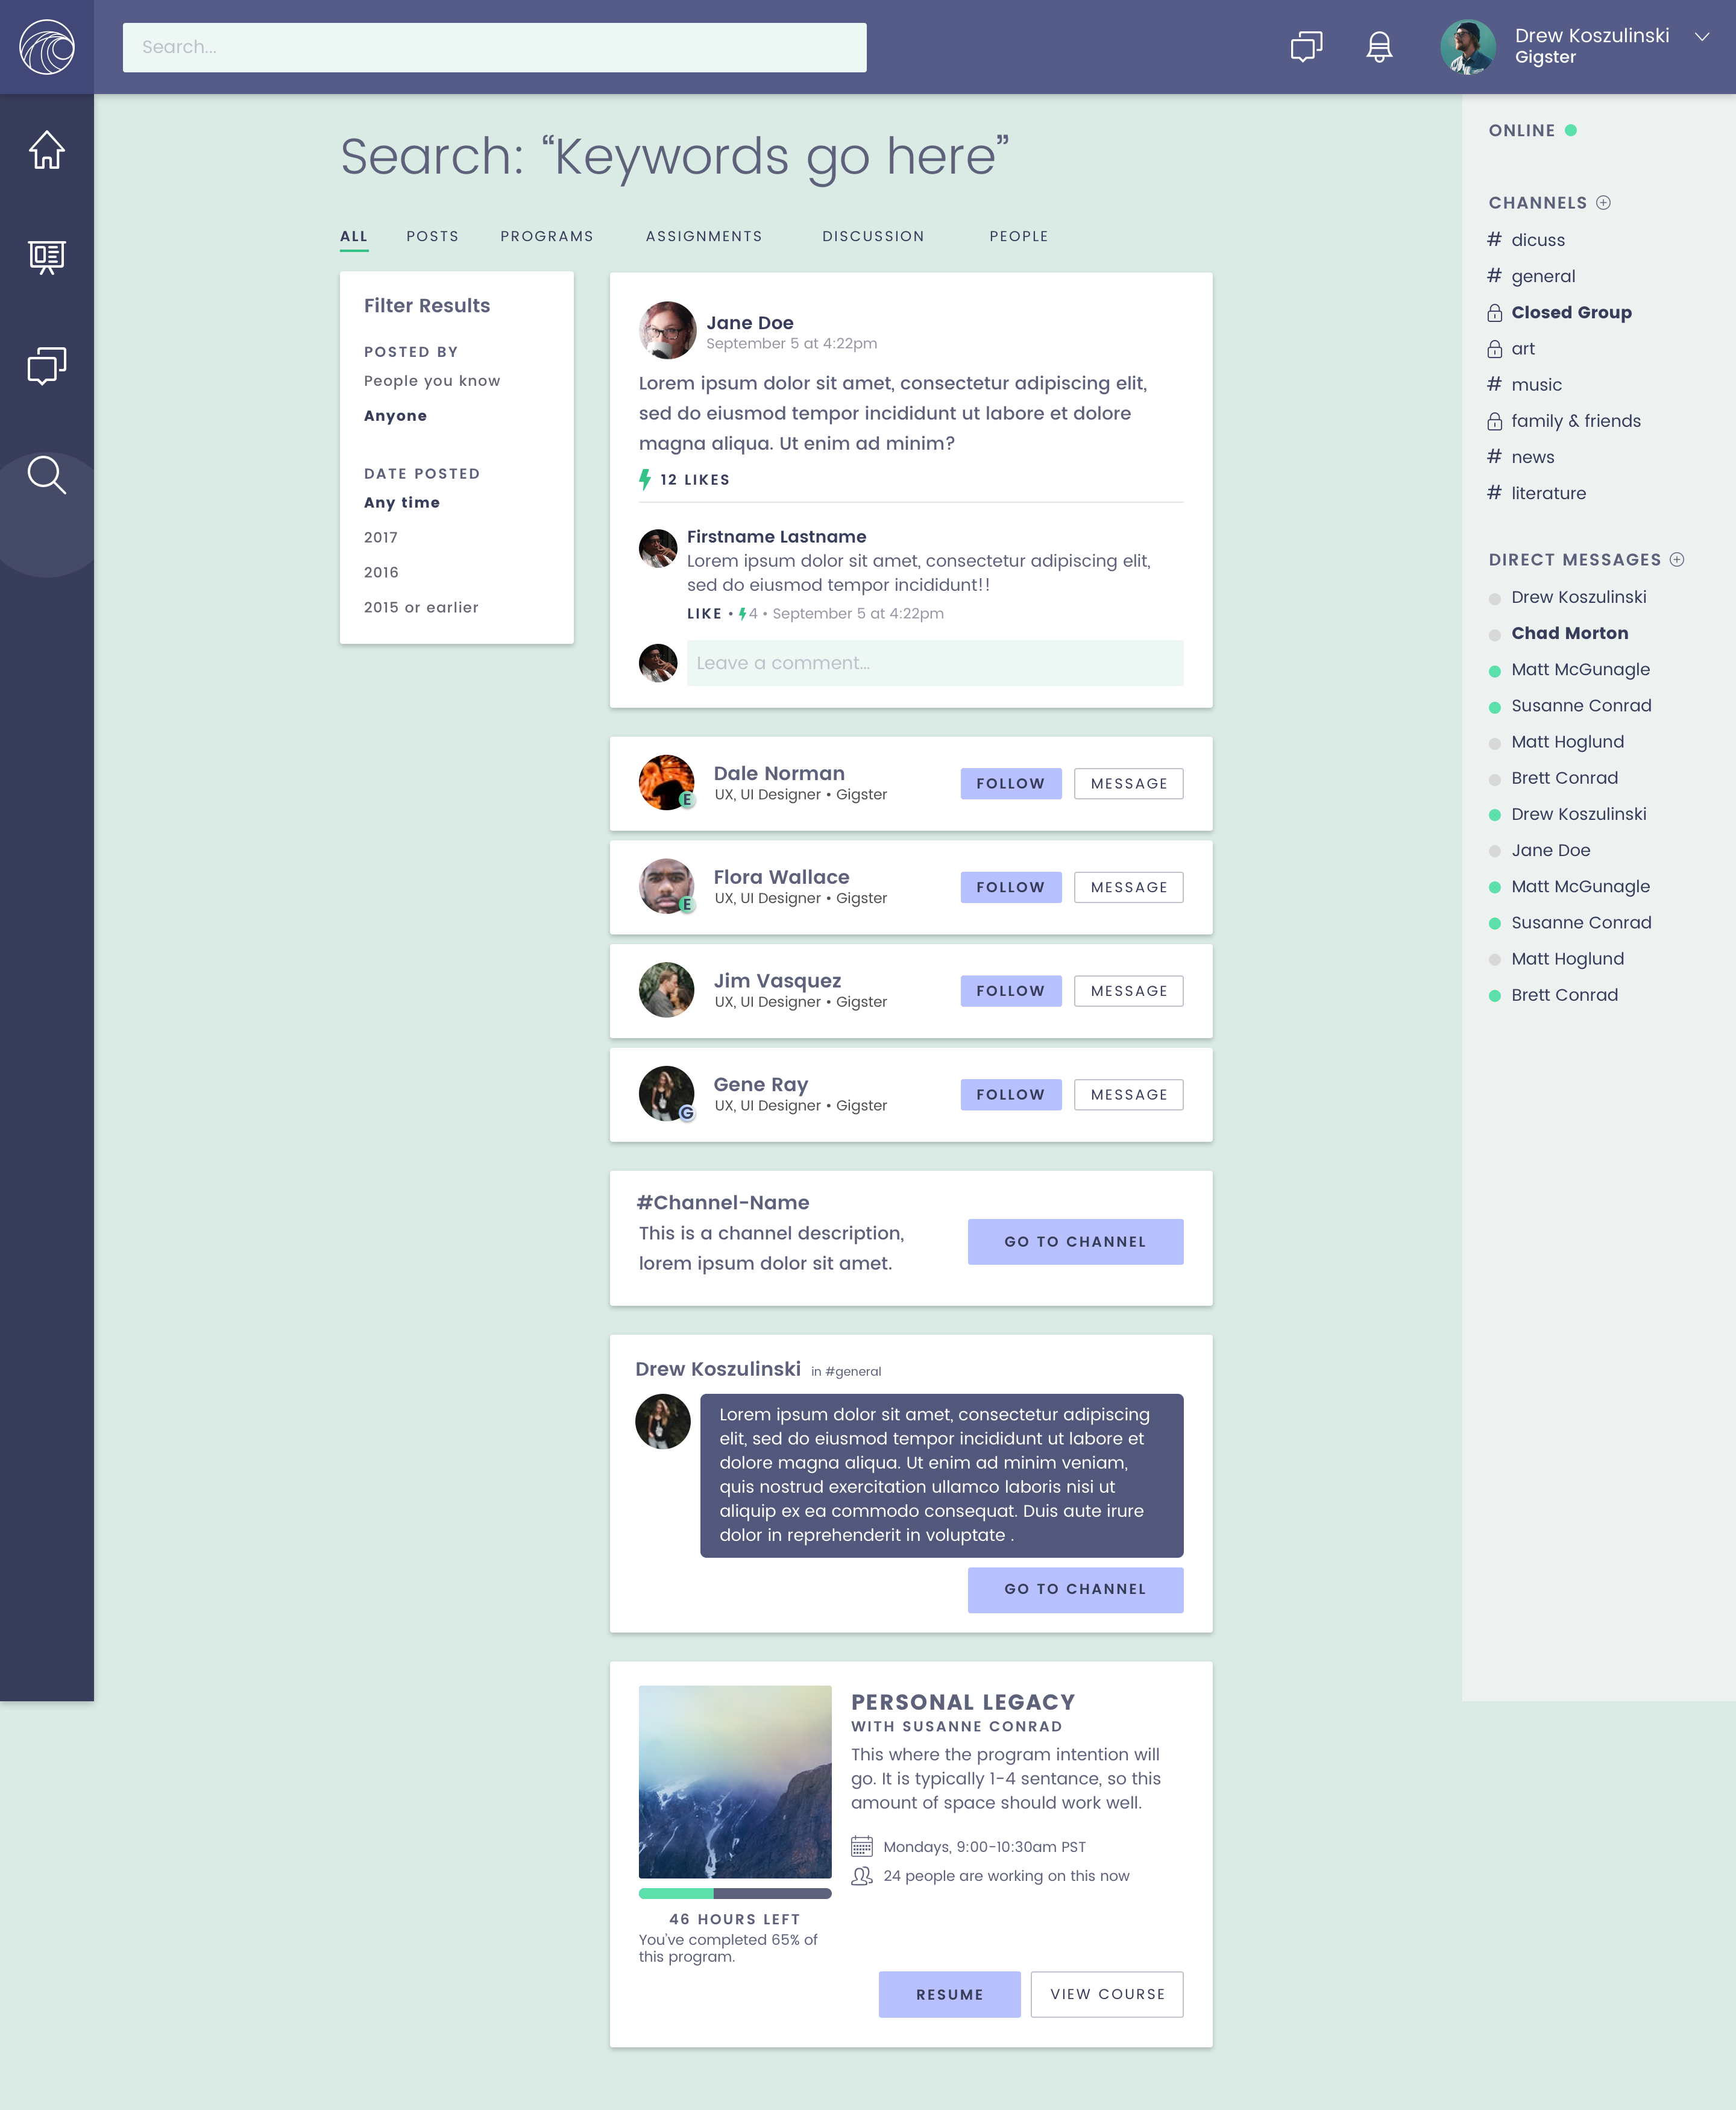 Search...
Drew Koszulinski
Gigster
Search: “Keywords go here”
ALL POSTS PROGRAMS ASSIGNMENTS DISCUSSION PEOPLE
Filter Results
POSTED BY
People you know
Anyone
DATE POSTED
Any time
2017
2016
2015 or earlier
Jane Doe
September 5 at 4:22pm
Lorem ipsum dolor sit amet, consectetur adipiscing elit,
sed do eiusmod tempor incididunt ut labore et dolore
magna aliqua. Ut enim ad minim?
12 LIKES
Firstname Lastname
Lorem ipsum dolor sit amet, consectetur adipiscing elit,
sed do eiusmod tempor incididunt!!
LIKE • 4 • September 5 at 4:22pm
Leave a comment...
Dale Norman
UX, UI Designer • Gigster
E
FOLLOW MESSAGE
Flora Wallace
UX, UI Designer • Gigster
E
FOLLOW MESSAGE
Jim Vasquez
UX, UI Designer • Gigster
FOLLOW MESSAGE
Gene Ray
UX, UI Designer • Gigster
G
FOLLOW MESSAGE
#Channel-Name
This is a channel description,
lorem ipsum dolor sit amet.
GO TO CHANNEL
Drew Koszulinski in #general
Lorem ipsum dolor sit amet, consectetur adipiscing
elit, sed do eiusmod tempor incididunt ut labore et
dolore magna aliqua. Ut enim ad minim veniam,
quis nostrud exercitation ullamco laboris nisi ut
aliquip ex ea commodo consequat. Duis aute irure
dolor in reprehenderit in voluptate .
GO TO CHANNEL
PERSONAL LEGACY
WITH SUSANNE CONRAD
This where the program intention will
go. It is typically 1-4 sentance, so this
amount of space should work well.
Mondays, 9:00-10:30am PST
24 people are working on this now
46 HOURS LEFT
You've completed 65% of
this program.
RESUME VIEW COURSE
ONLINE
CHANNELS
# dicuss
# general
Closed Group
art
# music
family & friends
# news
# literature
DIRECT MESSAGES
Drew Koszulinski
Chad Morton
Matt McGunagle
Susanne Conrad
Matt Hoglund
Brett Conrad
Drew Koszulinski
Jane Doe
Matt McGunagle
Susanne Conrad
Matt Hoglund
Brett Conrad